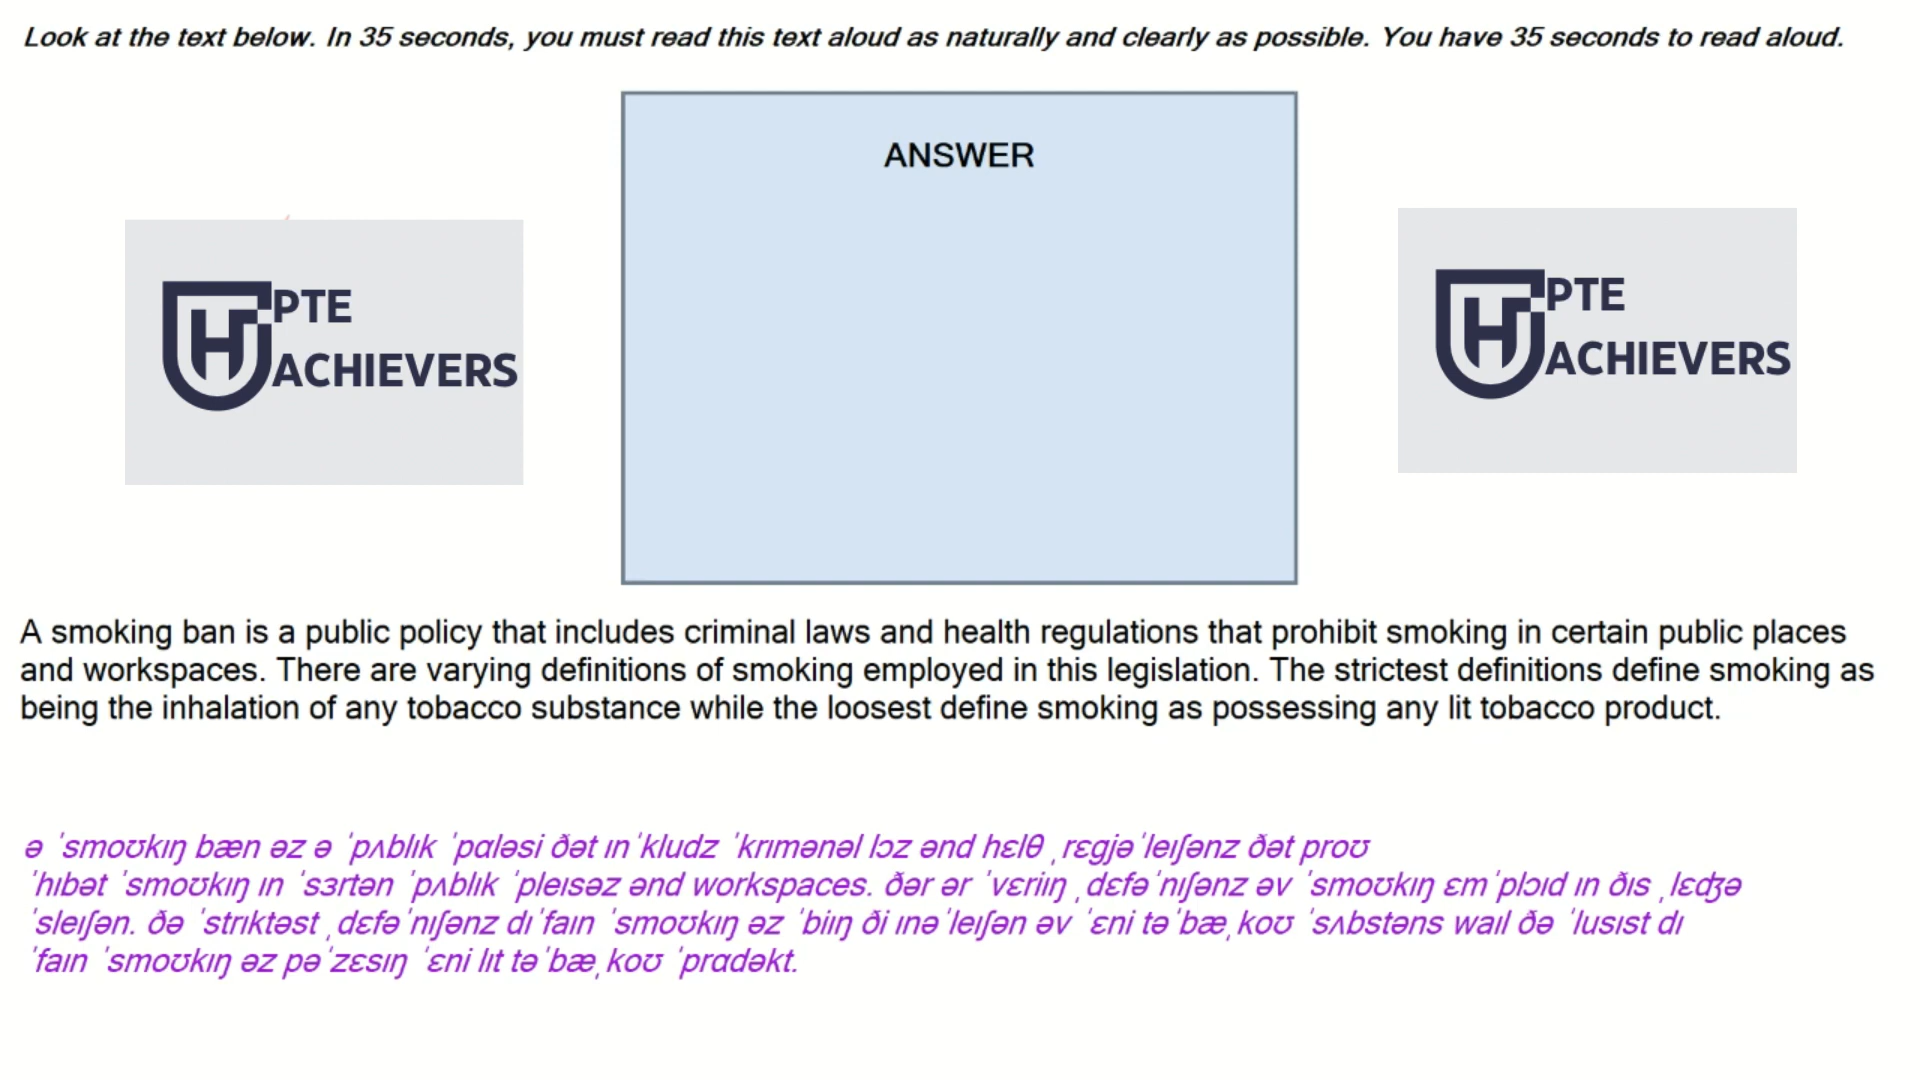 Look at the text below. In 35 seconds, you must read this text aloud as naturally and clearly as possible. You have 35 seconds to read aloud.
ANSWER
PTE
ACHIEVERS
PTE
ACHIEVERS
A smoking ban is a public policy that includes criminal laws and health regulations that prohibit smoking in certain public places
and workspaces. There are varying definitions of smoking employed in this legislation. The strictest definitions define smoking as
being the inhalation of any tobacco substance while the loosest define smoking as possessing any lit tobacco product.
ə ˈsmoʊkɪŋ bæn əz ə ˈpʌblɪk ˈpɑləsi ðət ɪnˈkludz ˈkrɪmənəl lɔz ənd hɛlθ ˌrɛgjəˈleɪʃənz ðət proʊ
ˈhɪbət ˈsmoʊkɪŋ ɪn ˈsɜrtən ˈpʌblɪk ˈpleɪsəz ənd workspaces. ðər ər ˈvɛriɪŋ ˌdɛfəˈnɪʃənz əv ˈsmoʊkɪŋ ɛmˈplɔɪd ɪn ðɪs ˌlɛʤə
ˈsleɪʃən. ðə ˈstrɪktəst ˌdɛfəˈnɪʃənz dɪˈfaɪn ˈsmoʊkɪŋ əz ˈbiɪŋ ði ɪnəˈleɪʃən əv ˈɛni təˈbæˌkoʊ ˈsʌbstəns waɪl ðə ˈlusɪst dɪ
ˈfaɪn ˈsmoʊkɪŋ əz pəˈzɛsɪŋ ˈɛni lɪt təˈbæˌkoʊ ˈprɑdəkt.